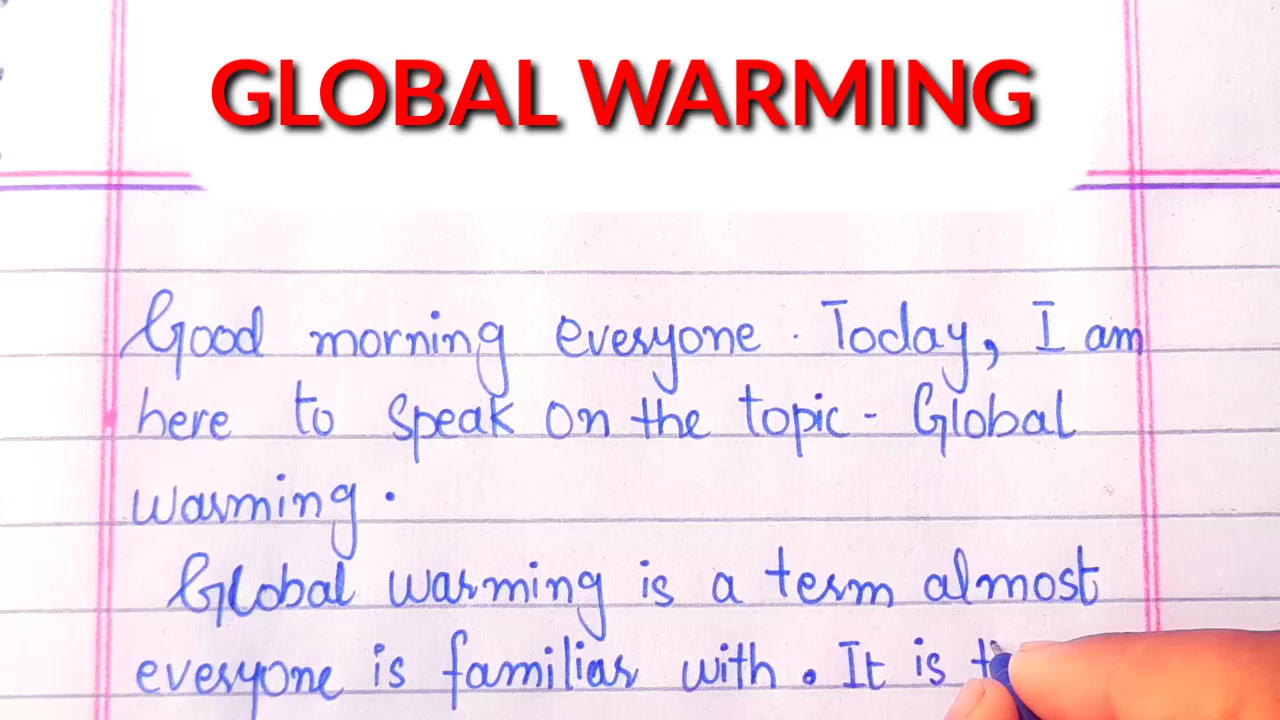 GLOBAL WARMING
Good morning everyone. Today, I am
here to speak on the topic - Global
warming.
Global warming is a term almost
everyone is familiar with. It is